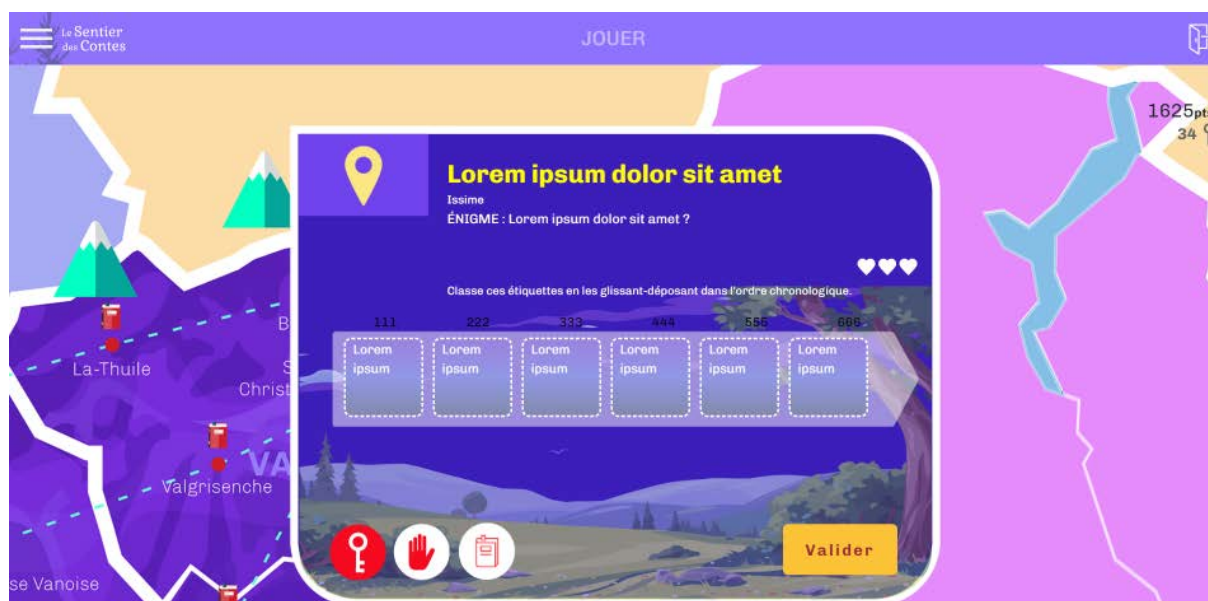 Le Sentier
des Contes
JOUER
1625pts
34
Lorem ipsum dolor sit amet
Issime
ÉNIGME : Lorem ipsum dolor sit amet ?
Classe ces étiquettes en les glissant-déposant dans l'ordre chronologique.
111 222 333 444 555 666
Lorem Lorem Lorem Lorem Lorem Lorem
ipsum ipsum ipsum ipsum ipsum ipsum
B
La-Thuile
S
Christ
VA
Valgrisenche
Valider
se Vanoise